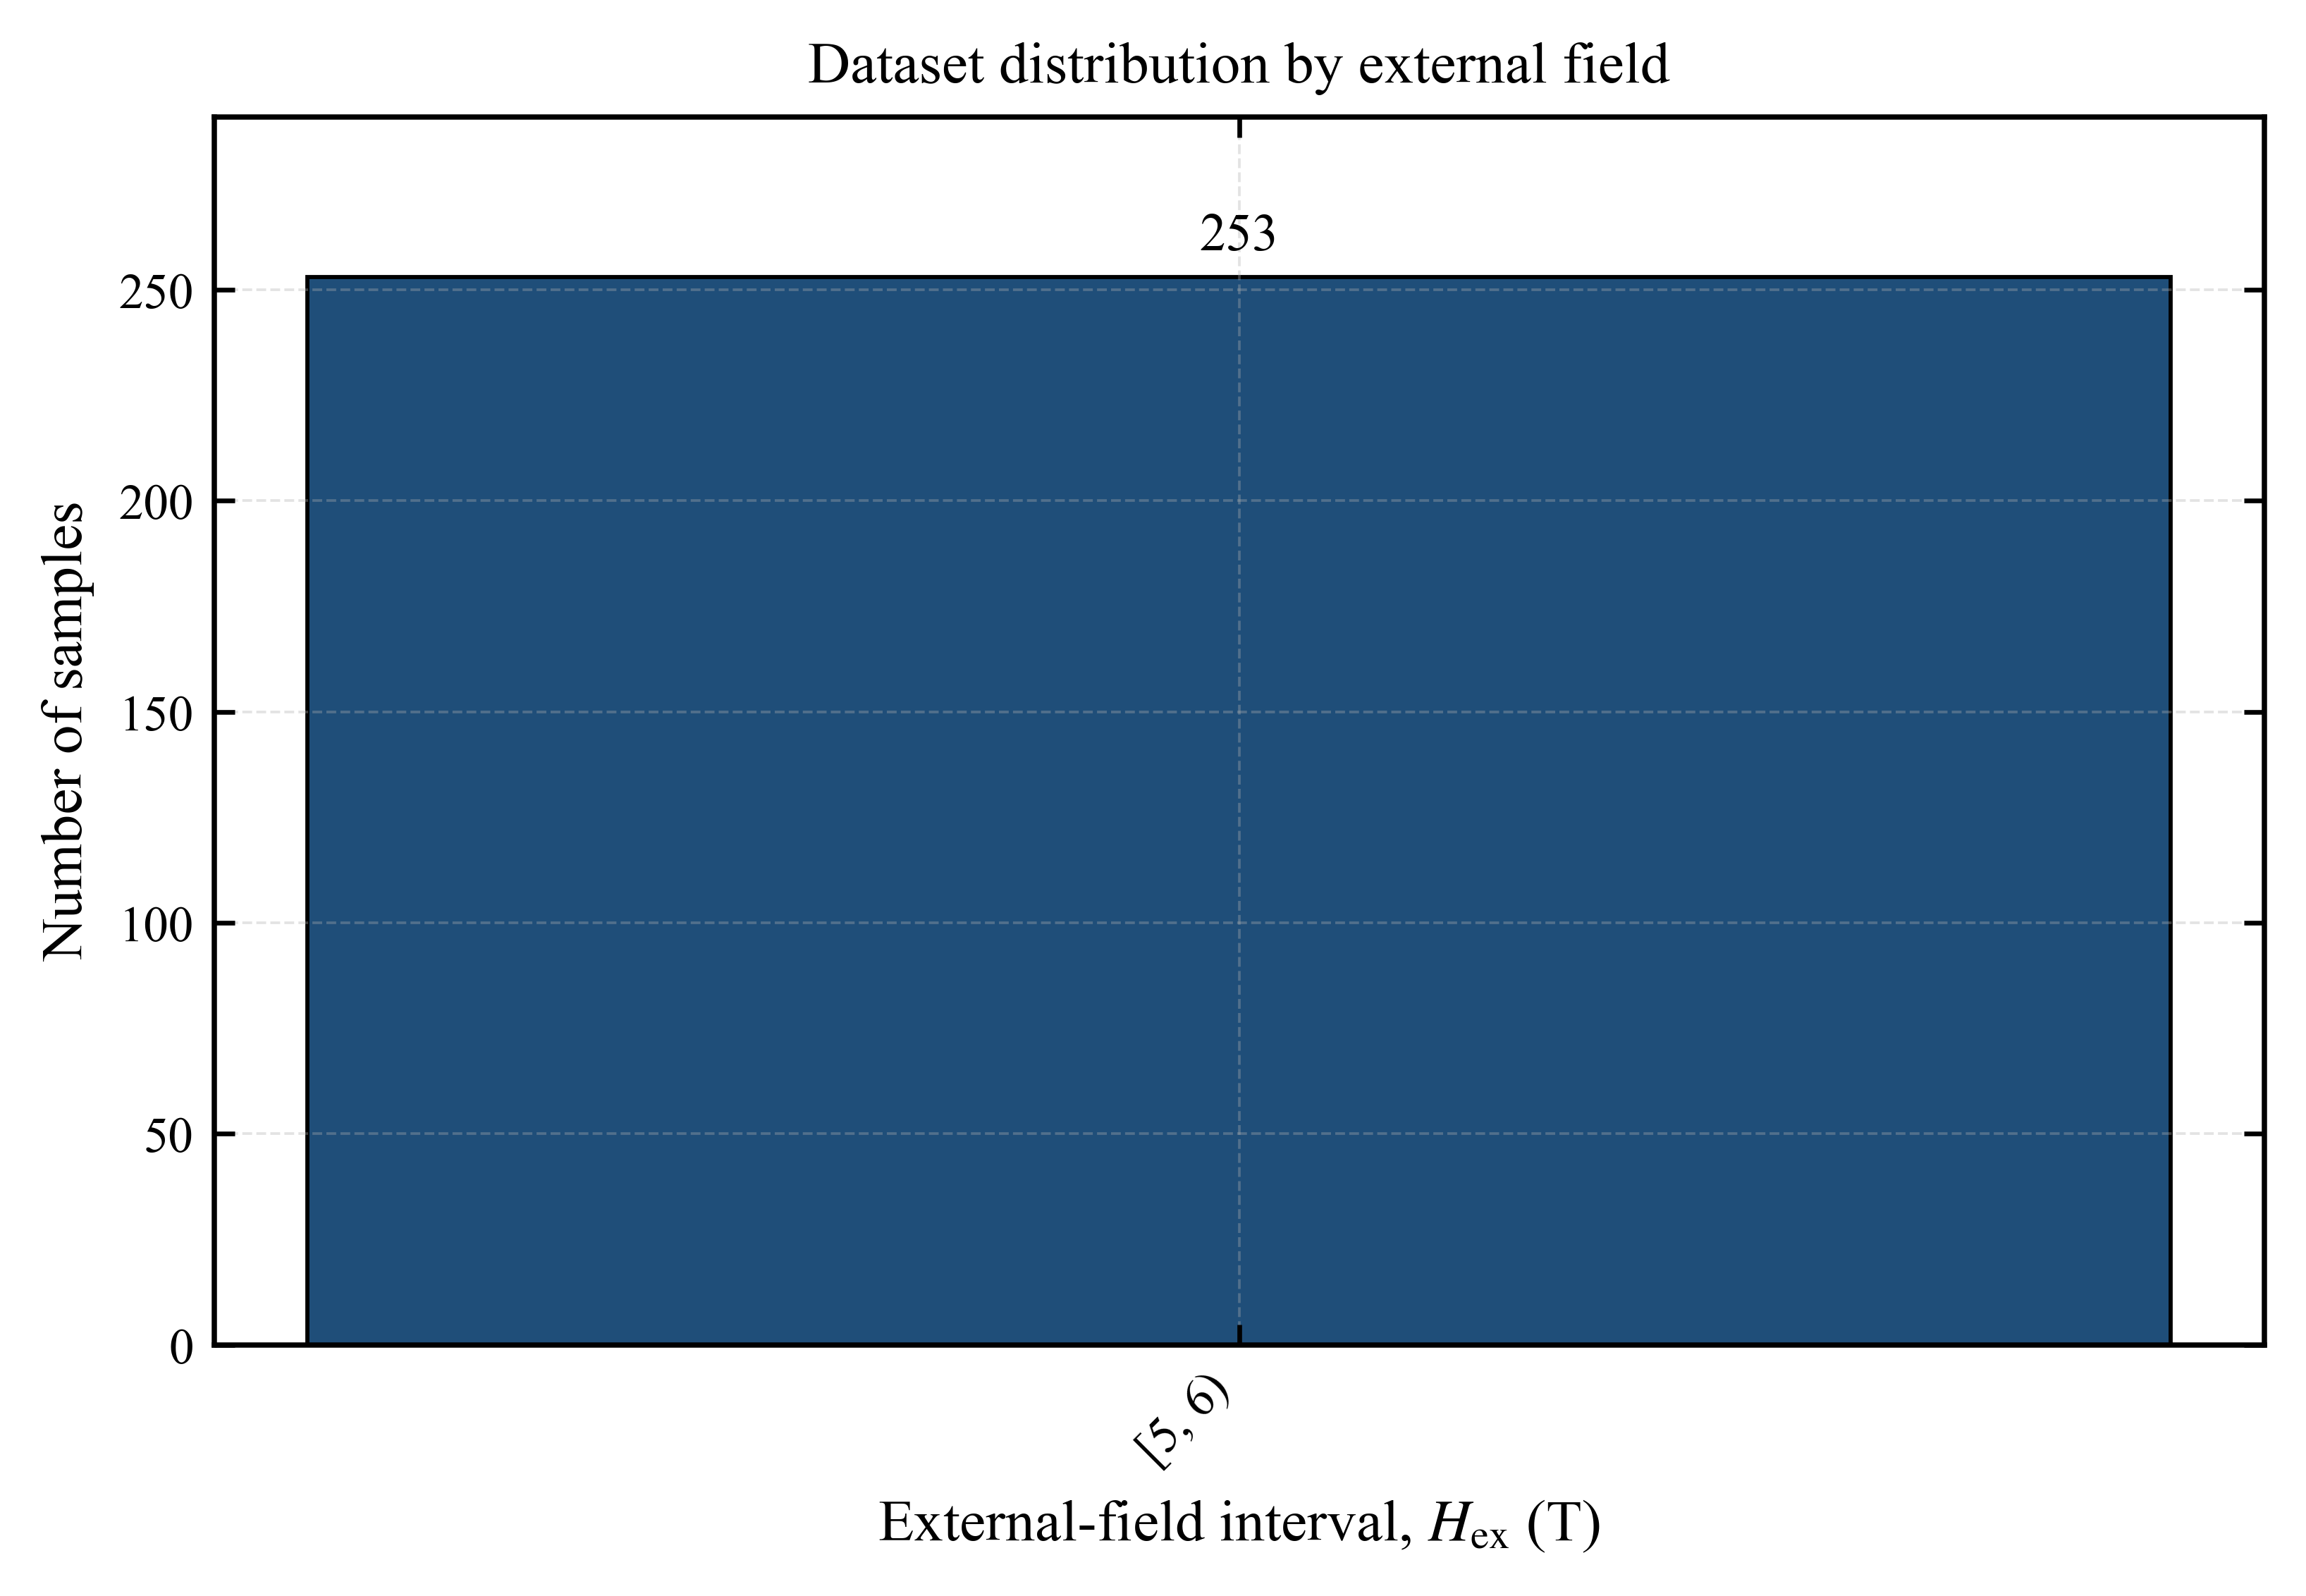 Dataset distribution by external field
253
250
200
150
100
50
0
Number of samples
[5, 6)
External-field interval, Hex (T)